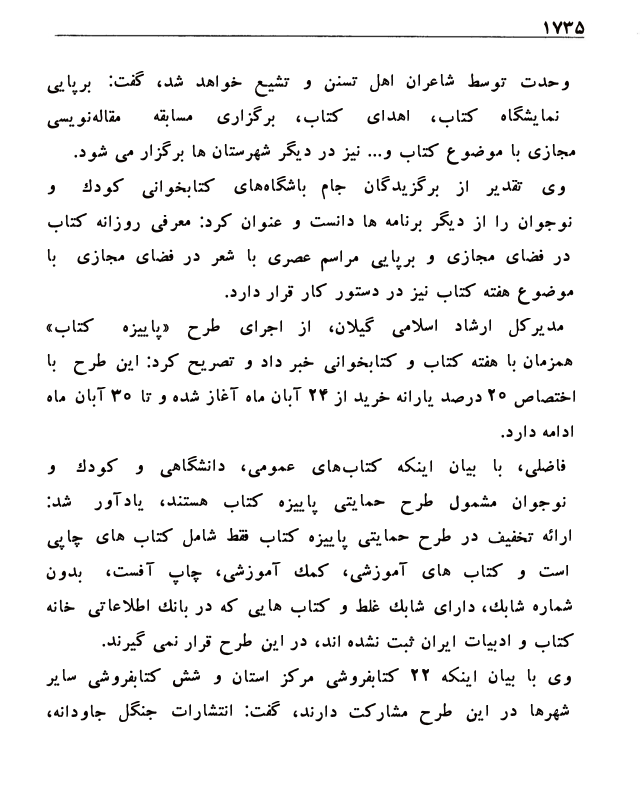 ۱۷۳۵
وحدت توسط شاعران اهل تسنن و تشیع خواهد شد، گفت: برپایی
نمایشگاه کتاب، اهدای کتاب، برگزاری مسابقه مقاله‌نویسی
مجازی با موضوع کتاب و... نیز در دیگر شهرستان ها برگزار می شود.
وی تقدیر از برگزیدگان جام باشگاه‌های کتابخوانی کودك و
نوجوان را از دیگر برنامه ها دانست و عنوان کرد: معرفی روزانه کتاب
در فضای مجازی و برپایی مراسم عصری با شعر در فضای مجازی با
موضوع هفته کتاب نیز در دستور کار قرار دارد.
مدیرکل ارشاد اسلامی گیلان، از اجرای طرح «پاییزه کتاب»
همزمان با هفته کتاب و کتابخوانی خبر داد و تصریح کرد: این طرح با
اختصاص ۲۵ درصد یارانه خرید از ۲۴ آبان ماه آغاز شده و تا ۳۰ آبان ماه
ادامه دارد.
فاضلی، با بیان اینکه کتاب‌های عمومی، دانشگاهی و کودك و
نوجوان مشمول طرح حمایتی پاییزه کتاب هستند، یادآور شد:
ارائه تخفیف در طرح حمایتی پاییزه کتاب فقط شامل کتاب های چاپی
است و کتاب های آموزشی، کمك آموزشی، چاپ آفست، بدون
شماره شابك، دارای شابك غلط و کتاب هایی که در بانك اطلاعاتی خانه
کتاب و ادبیات ایران ثبت نشده اند، در این طرح قرار نمی گیرند.
وی با بیان اینکه ۲۲ کتابفروشی مرکز استان و شش کتابفروشی سایر
شهرها در این طرح مشارکت دارند، گفت: انتشارات جنگل جاودانه،